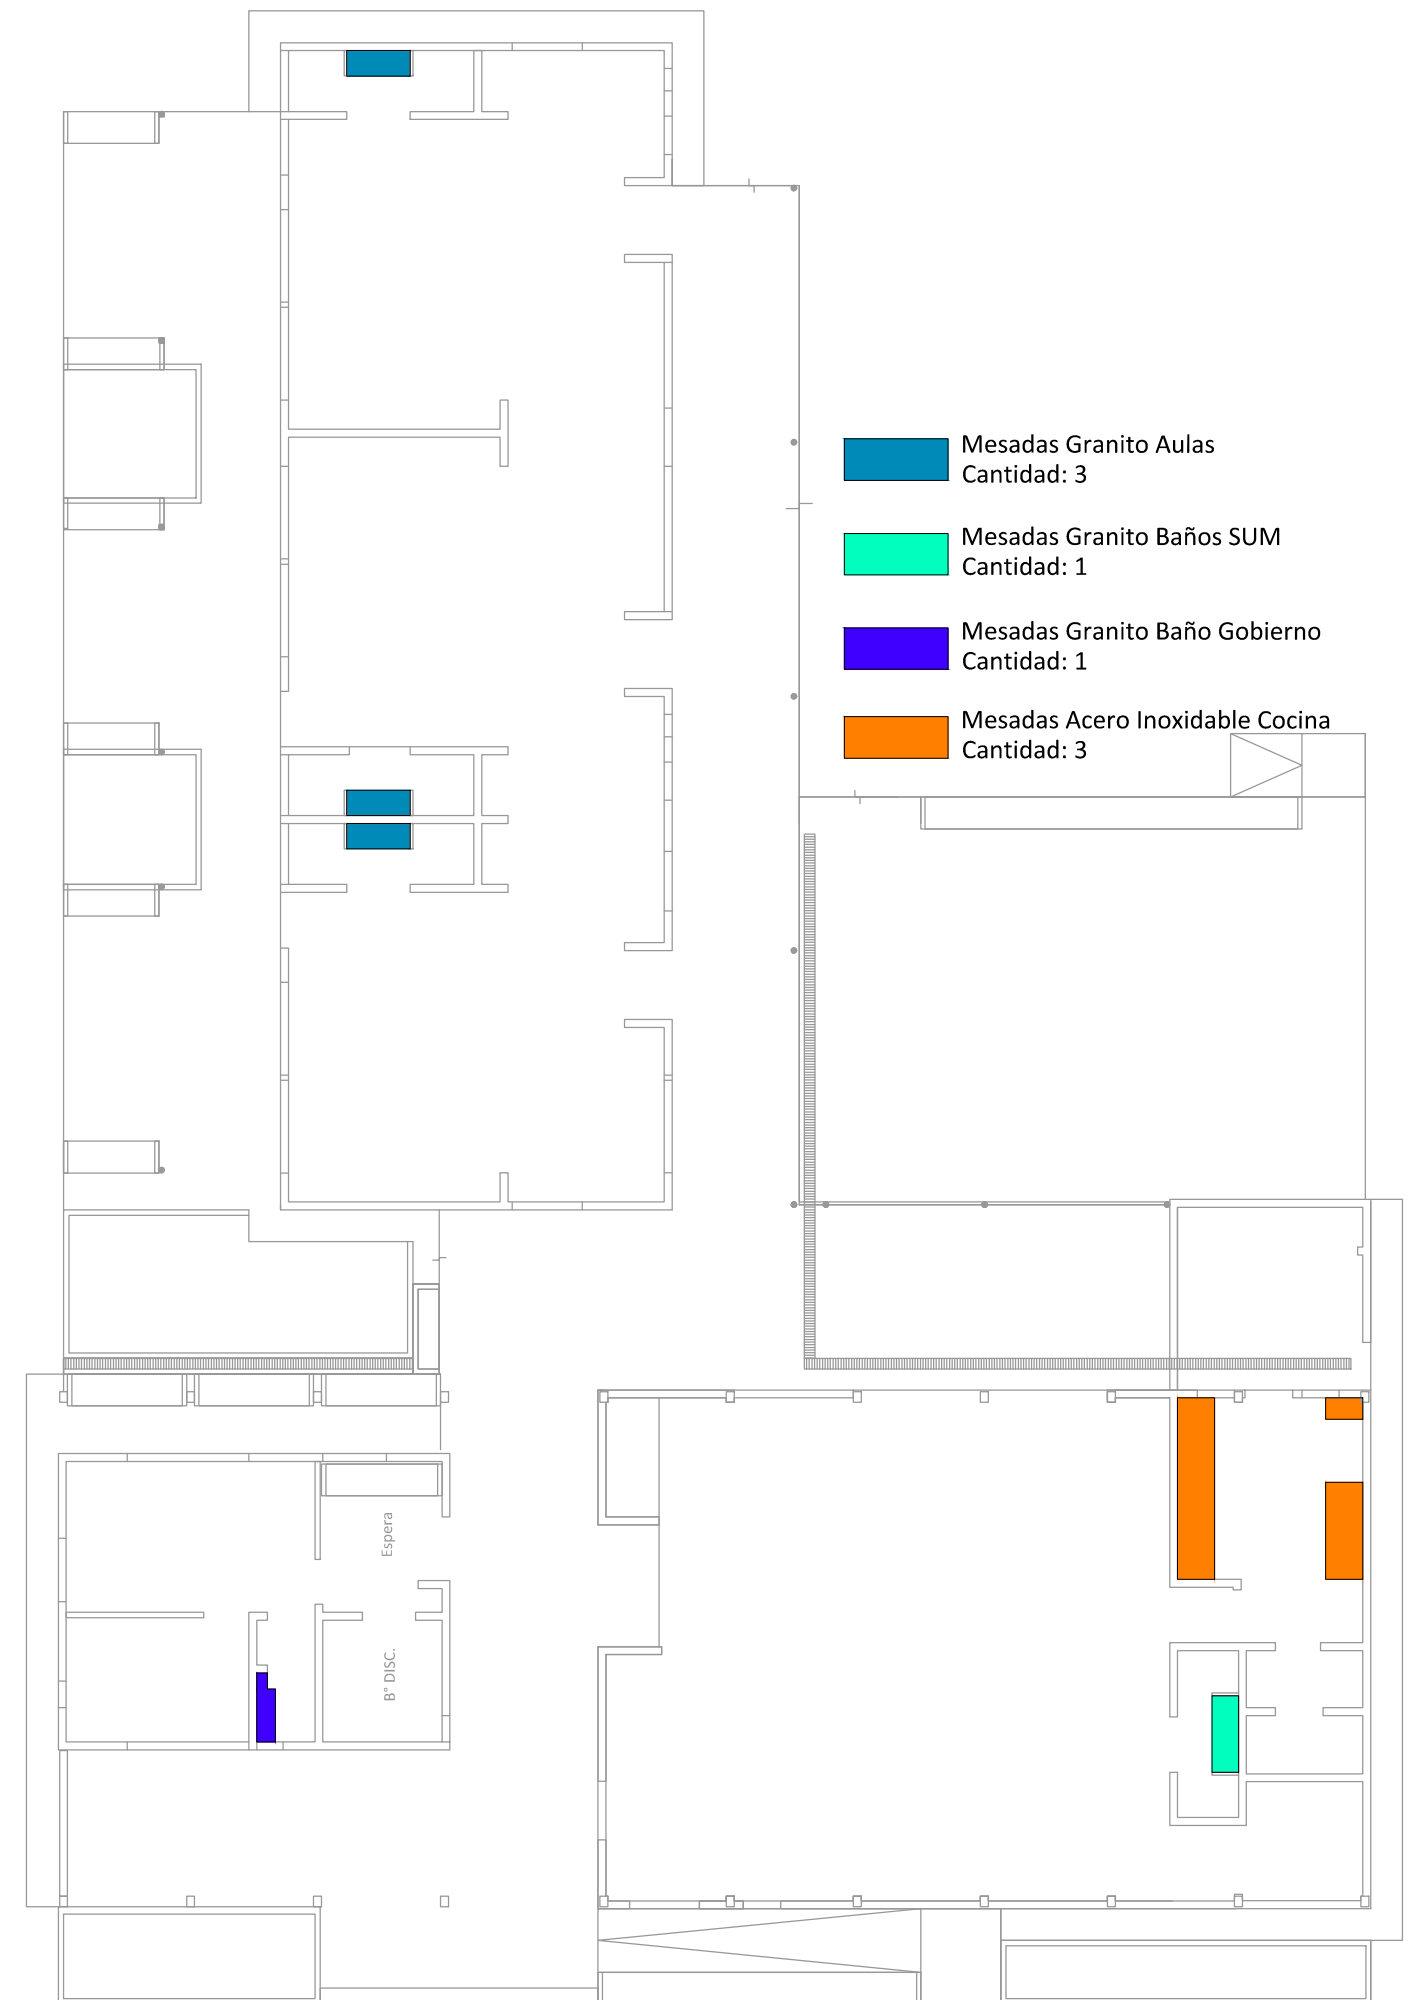 Mesadas Granito Aulas
Cantidad: 3
Mesadas Granito Baños SUM
Cantidad: 1
Mesadas Granito Baño Gobierno
Cantidad: 1
Mesadas Acero Inoxidable Cocina
Cantidad: 3
Espera
B° DISC.